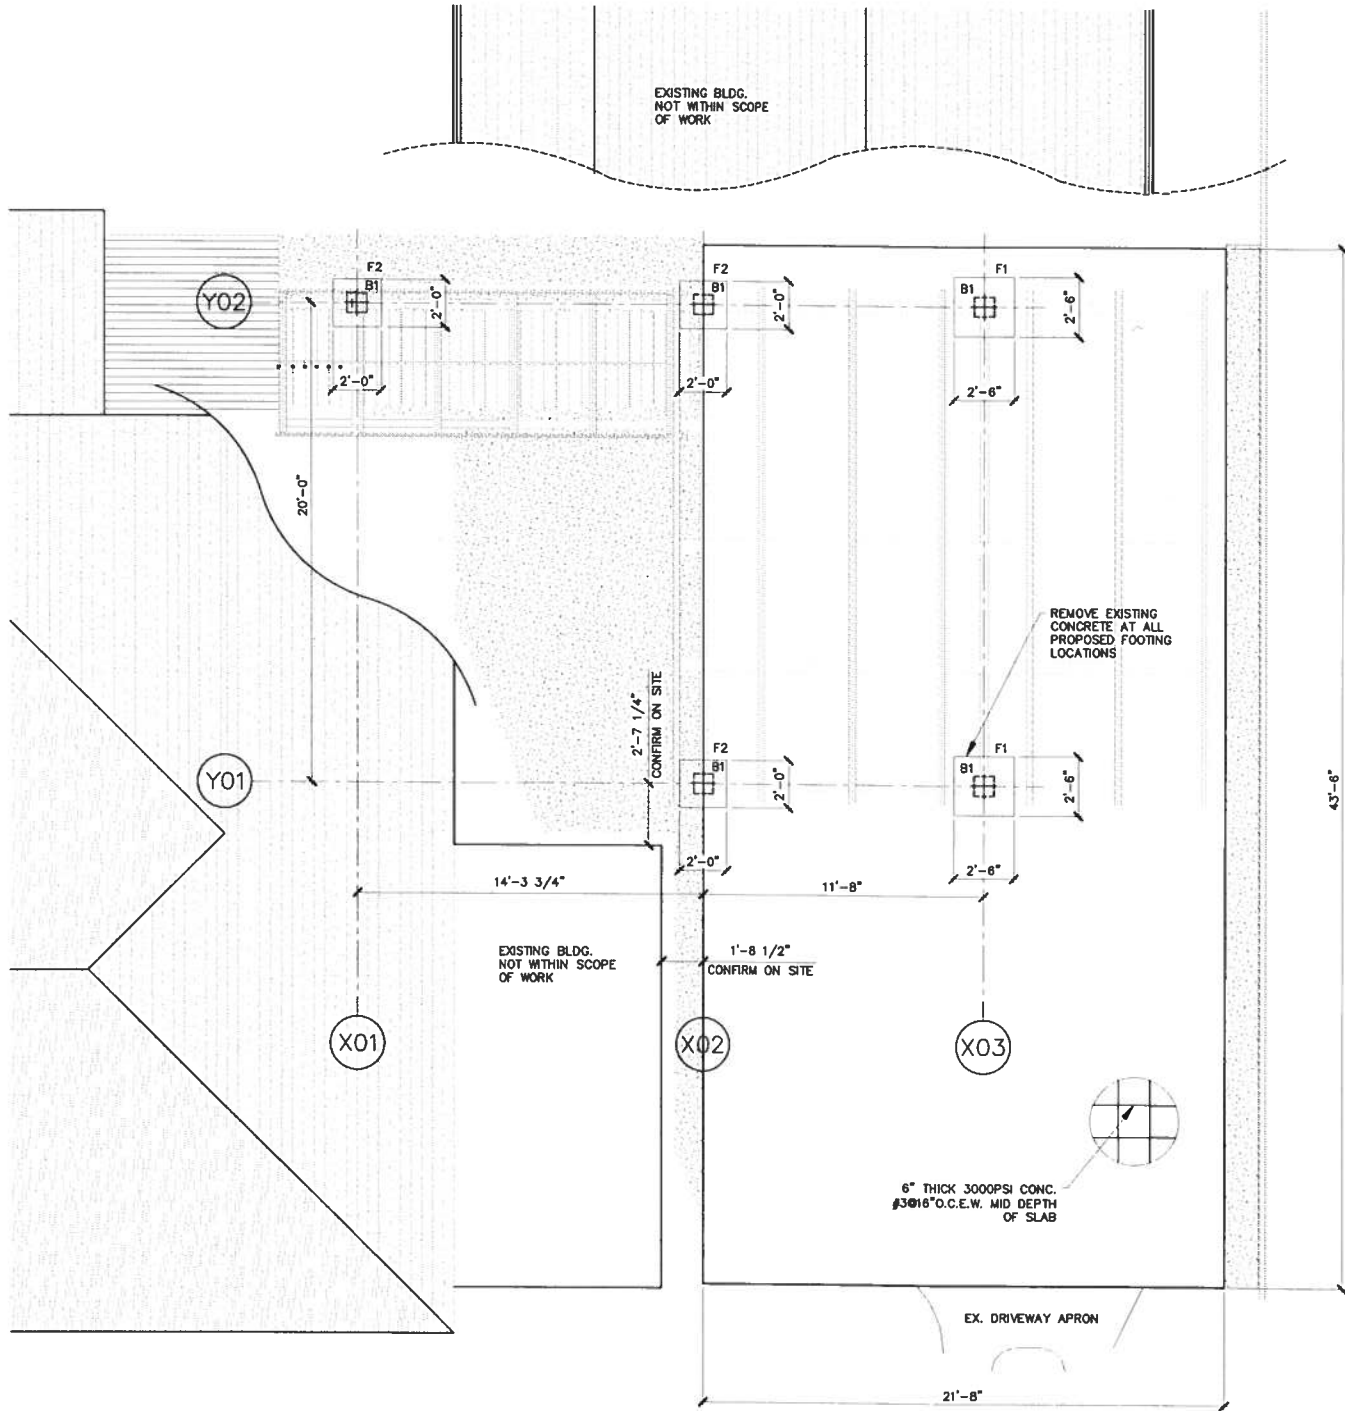 EXISTING BLDG.
NOT WITHIN SCOPE
OF WORK
Y02
F2
B1
2'-0"
2'-0"
F2
B1
2'-0"
2'-0"
F1
B1
2'-6"
2'-6"
20'-0"
REMOVE EXISTING
CONCRETE AT ALL
PROPOSED FOOTING
LOCATIONS
2'-7 1/4"
CONFIRM ON SITE
Y01
F2
B1
2'-0"
2'-0"
F1
B1
2'-6"
2'-6"
43'-6"
14'-3 3/4"
11'-8"
EXISTING BLDG.
NOT WITHIN SCOPE
OF WORK
1'-8 1/2"
CONFIRM ON SITE
X01
X02
X03
6" THICK 3000PSI CONC.
#3@16"O.C.E.W. MID DEPTH
OF SLAB
EX. DRIVEWAY APRON
21'-8"